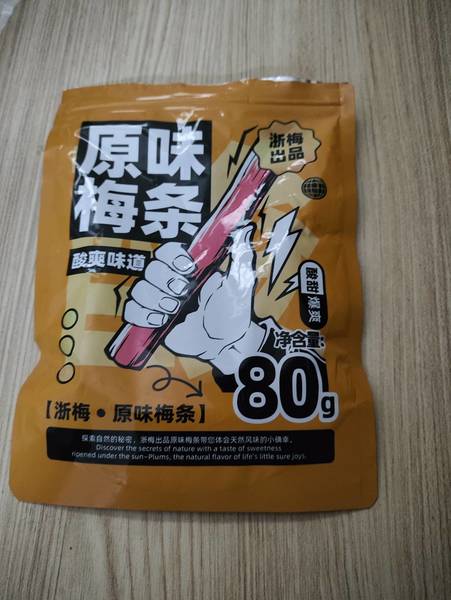 原味
梅条
浙梅
出品
酸爽味道
酸甜爆爽
净含量:
80g
【浙梅·原味梅条】
探索自然的秘密，浙梅出品原味梅条带您体会天然风味的小确幸。
Discover the secrets of nature with a taste of sweetness
ripened under the sun-Plums, the natural flavor of life's little sure joys.